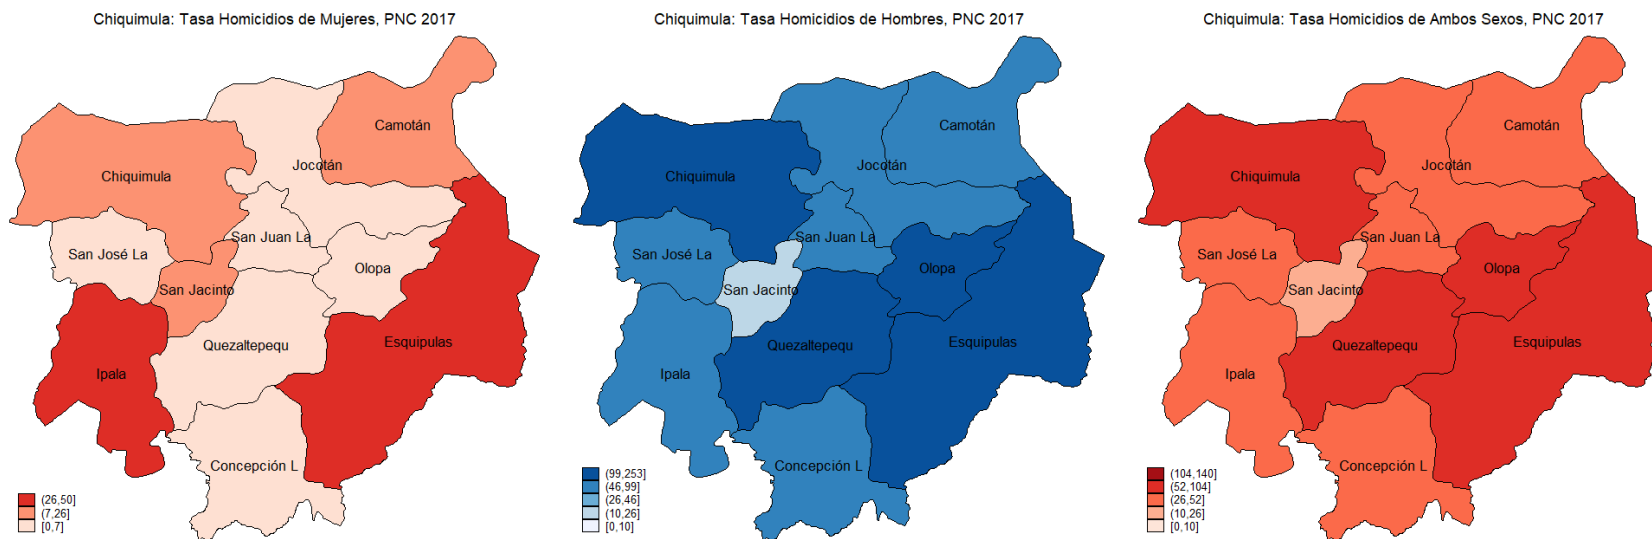 Chiquimula: Tasa Homicidios de Mujeres, PNC 2017
Camotán
Jocotán
Chiquimula
San Juan La
San José La
Olopa
San Jacinto
Quezaltepequ
Esquipulas
Ipala
Concepción L
(26,50]
(7,26]
[0,7]
Chiquimula: Tasa Homicidios de Hombres, PNC 2017
Camotán
Jocotán
Chiquimula
San Juan La
San José La
Olopa
San Jacinto
Quezaltepequ
Esquipulas
Ipala
Concepción L
(99,253]
(46,99]
(26,46]
(10,26]
[0,10]
Chiquimula: Tasa Homicidios de Ambos Sexos, PNC 2017
Camotán
Jocotán
Chiquimula
San Juan La
San José La
Olopa
San Jacinto
Quezaltepequ
Esquipulas
Ipala
Concepción L
(104,140]
(52,104]
(26,52]
(10,26]
[0,10]